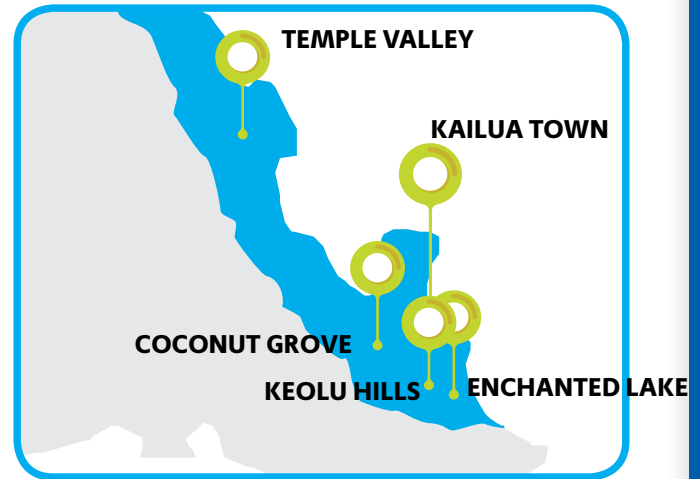 TEMPLE VALLEY
KAILUA TOWN
COCONUT GROVE
KEOLU HILLS
ENCHANTED LAKE